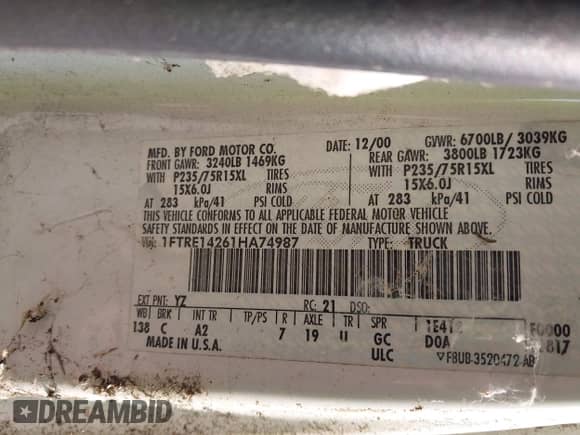 MFD. BY FORD MOTOR CO.
DATE: 12/00 GVWR: 6700LB/ 3039KG
FRONT GAWR: 3240LB 1469KG
REAR GAWR: 3800LB 1723KG
WITH P235/75R15XL TIRES
WITH P235/75R15XL TIRES
15X6.0J RIMS
15X6.0J RIMS
AT 283 kPa/41 PSI COLD
AT 283 kPa/41 PSI COLD
THIS VEHICLE CONFORMS TO ALL APPLICABLE FEDERAL MOTOR VEHICLE
SAFETY STANDARDS IN EFFECT ON THE DATE OF MANUFACTURE SHOWN ABOVE.
VIN: 1FTRE14261HA74987 TYPE: TRUCK
EXT PNT: YZ RC: 21 DSO:
WB BRK INT TR TP/PS R AXLE TR SPR
138 C A2 7 19 U GC DOA
ULC
F0000
817
MADE IN U.S.A.
F8UB-3520472-AB
DREAMBID